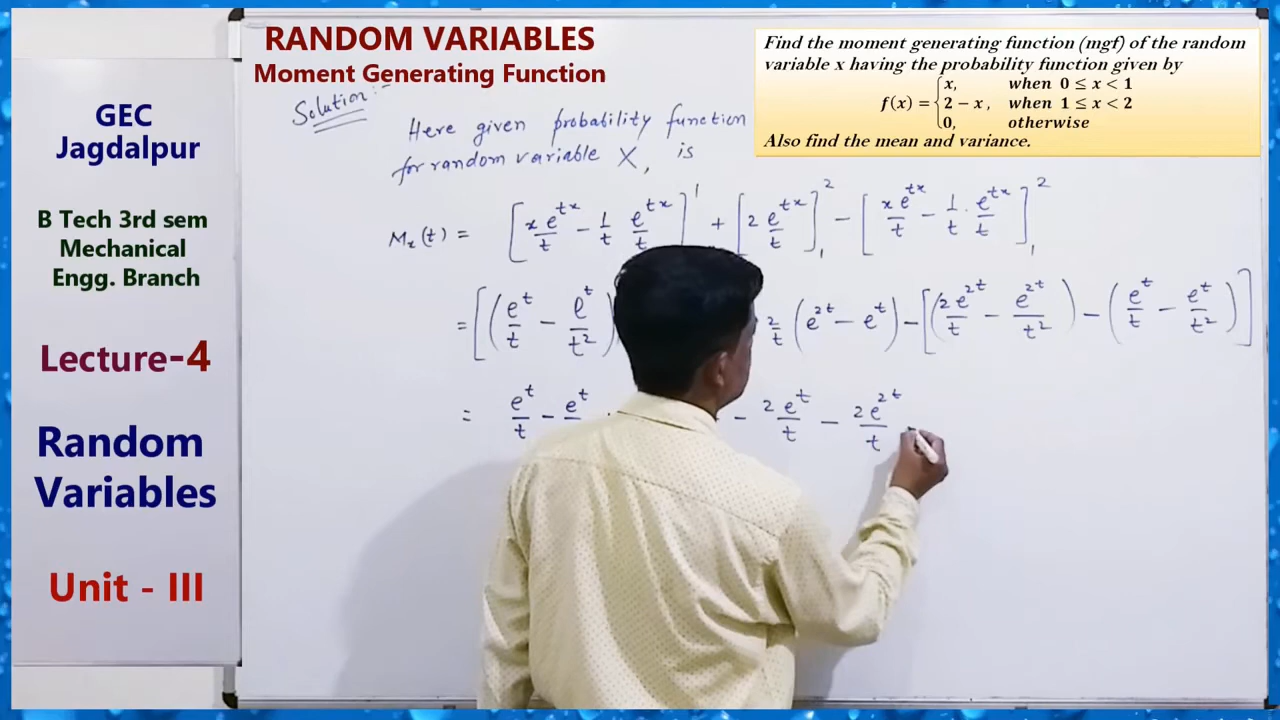 RANDOM VARIABLES
Moment Generating Function
GEC
Jagdalpur
B Tech 3rd sem
Mechanical
Engg. Branch
Lecture-4
Random
Variables
Unit - III
Find the moment generating function (mgf) of the random
variable x having the probability function given by
f(x) = { x, when 0 ≤ x < 1
2 − x , when 1 ≤ x < 2
0, otherwise
Also find the mean and variance.
Solution :-
Here given probability function
for random variable X, is
Mx(t) = [x e^tx/t − 1/t e^tx/t]^1 + [2 e^tx/t]_1^2 − [x e^tx/t − 1/t · e^tx/t]_1^2
= [(e^t/t − e^t/t²) 2/t (e^2t − e^t) − [(2e^2t/t − e^2t/t²) − (e^t/t − e^t/t²)]]
= e^t/t − e^t − 2e^t/t − 2e^2t/t